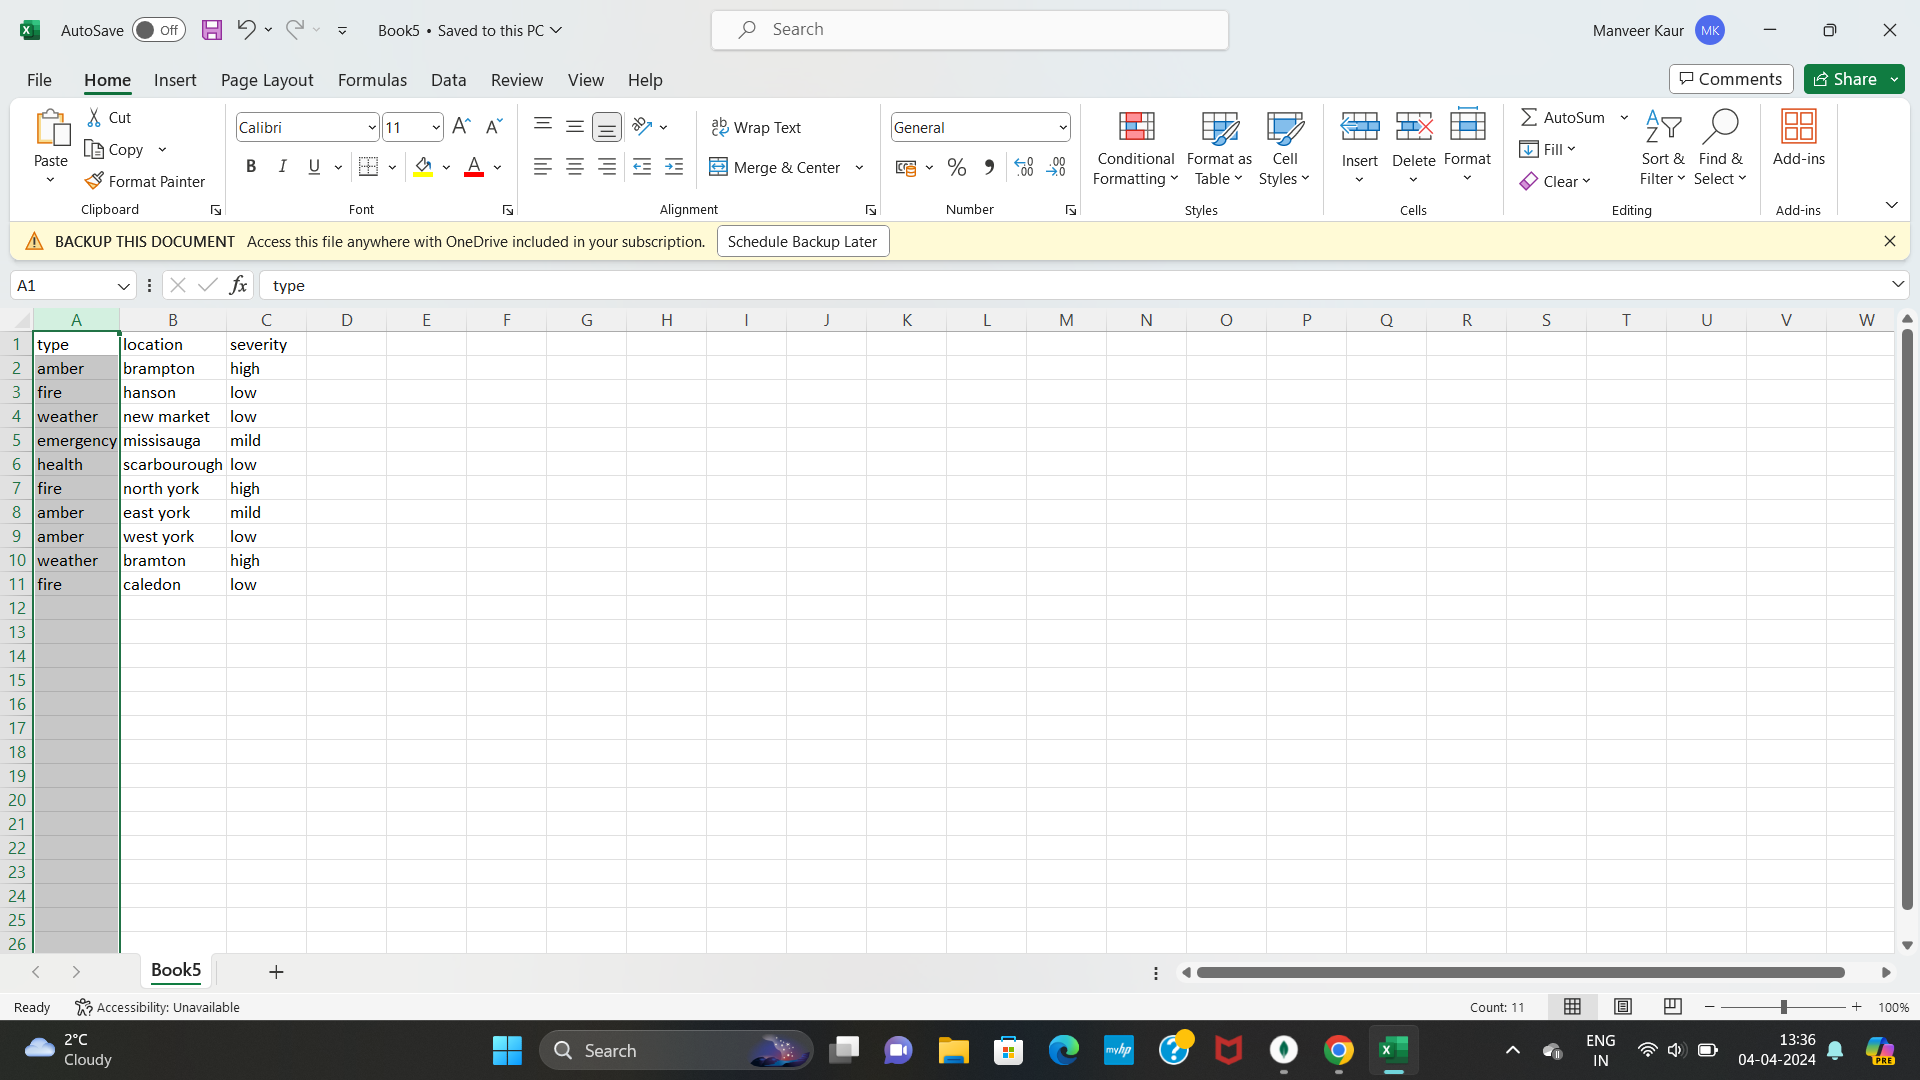 AutoSave Off Book5 • Saved to this PC Search Manveer Kaur MK
File Home Insert Page Layout Formulas Data Review View Help Comments Share
Paste Cut Copy Format Painter Clipboard
Calibri 11 B I U A Font
Wrap Text Merge & Center Alignment
General % Number
Conditional Formatting Format as Table Cell Styles Styles
Insert Delete Format Cells
AutoSum Fill Clear Sort & Filter Find & Select Editing
Add-ins Add-ins
BACKUP THIS DOCUMENT Access this file anywhere with OneDrive included in your subscription. Schedule Backup Later
A1 fx type
A B C D E F G H I J K L M N O P Q R S T U V W
1 type location severity
2 amber brampton high
3 fire hanson low
4 weather new market low
5 emergency missisauga mild
6 health scarbourough low
7 fire north york high
8 amber east york mild
9 amber west york low
10 weather bramton high
11 fire caledon low
12
13
14
15
16
17
18
19
20
21
22
23
24
25
26
Book5
Ready Accessibility: Unavailable Count: 11 100%
2°C Cloudy Search myhp ENG IN 13:36 04-04-2024 PRE